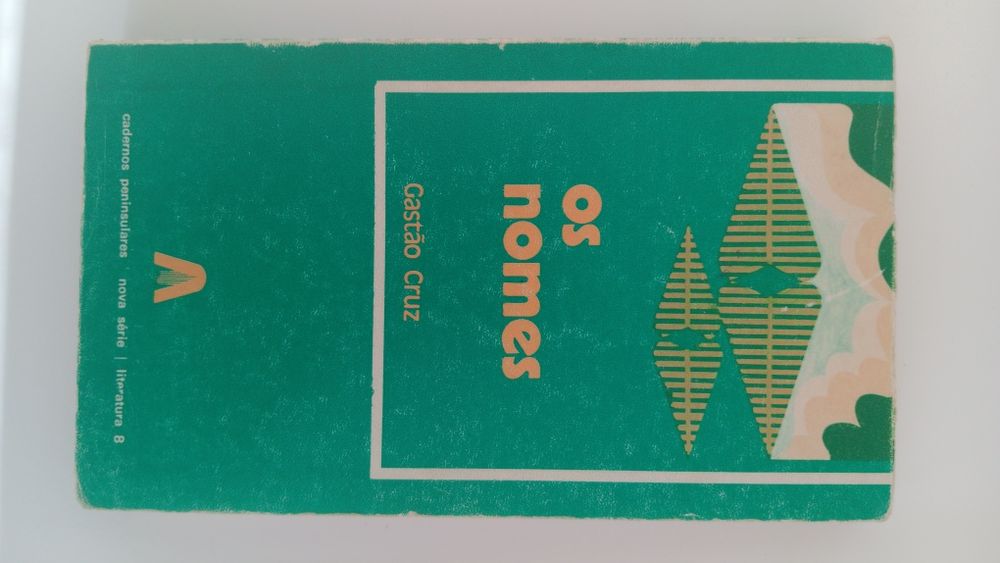 os
nomes
Gastão Cruz
cadernos peninsulares nova série | literatura 8